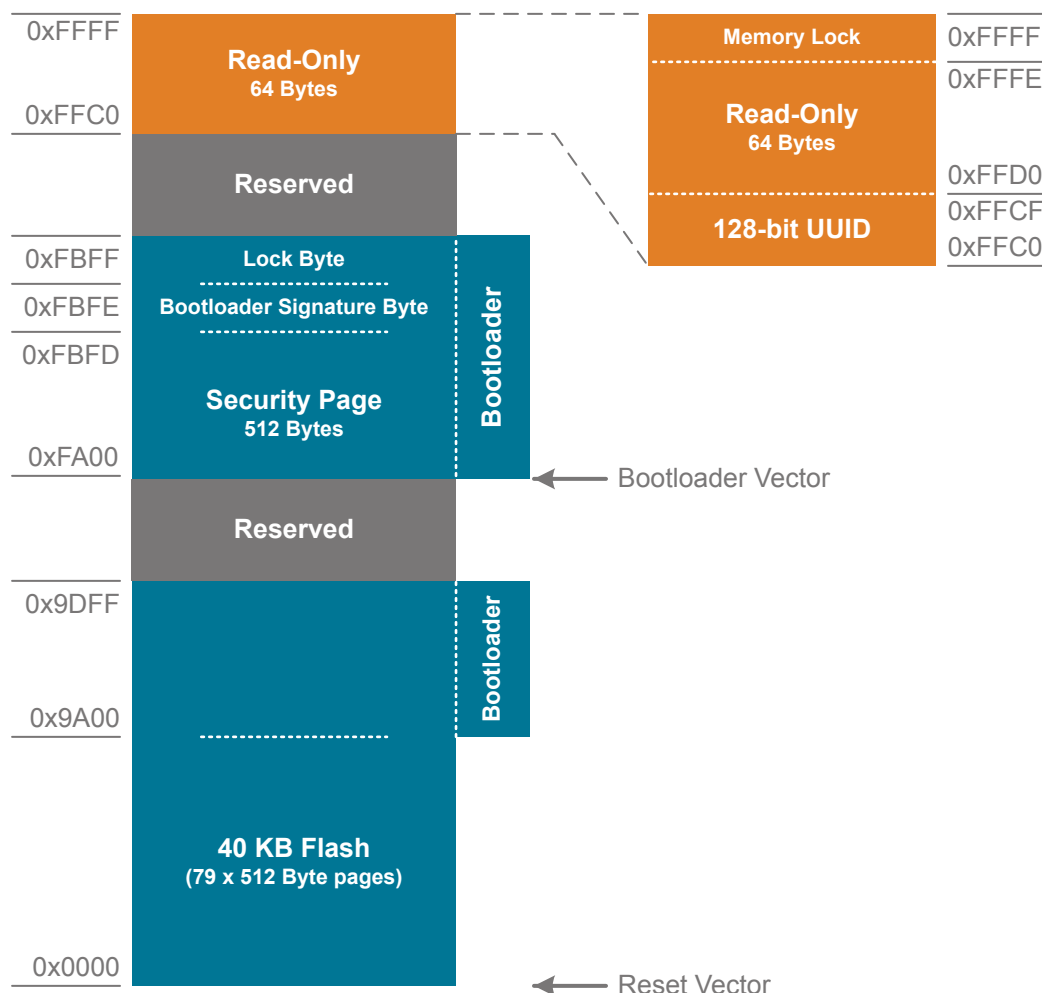 0xFFFF
Read-Only
64 Bytes
0xFFC0
Reserved
0xFBFF
Lock Byte
0xFBFE
Bootloader Signature Byte
0xFBFD
Security Page
512 Bytes
0xFA00
Bootloader
Bootloader Vector
Reserved
0x9DFF
Bootloader
0x9A00
40 KB Flash
(79 x 512 Byte pages)
0x0000
Reset Vector
Memory Lock
0xFFFF
0xFFFE
Read-Only
64 Bytes
0xFFD0
0xFFCF
128-bit UUID
0xFFC0